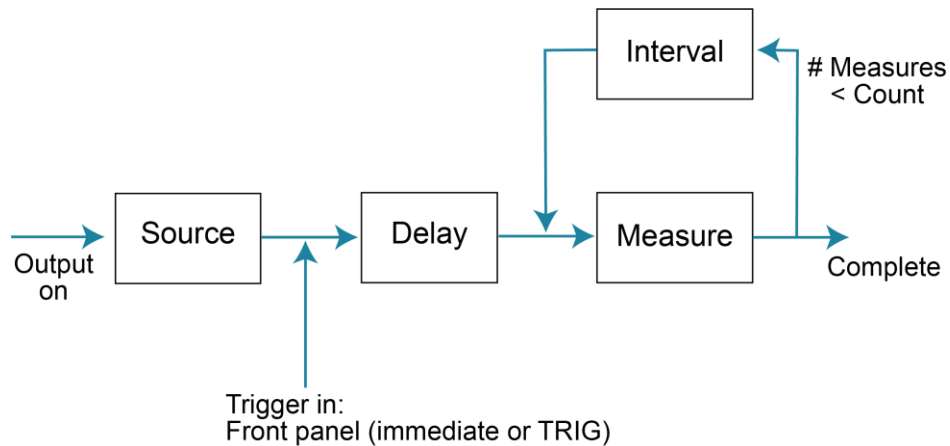 Interval
# Measures
< Count
Source
Delay
Measure
Output
on
Complete
Trigger in:
Front panel (immediate or TRIG)